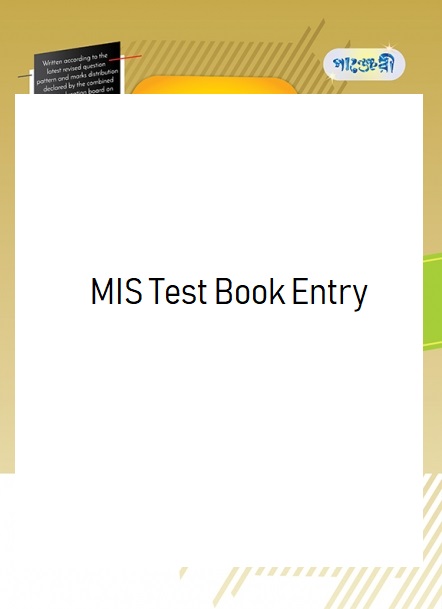 Written according to the
latest revised question
pattern and marks distribution
declared by the combined
board on
পাঞ্জেরী
MIS Test Book Entry